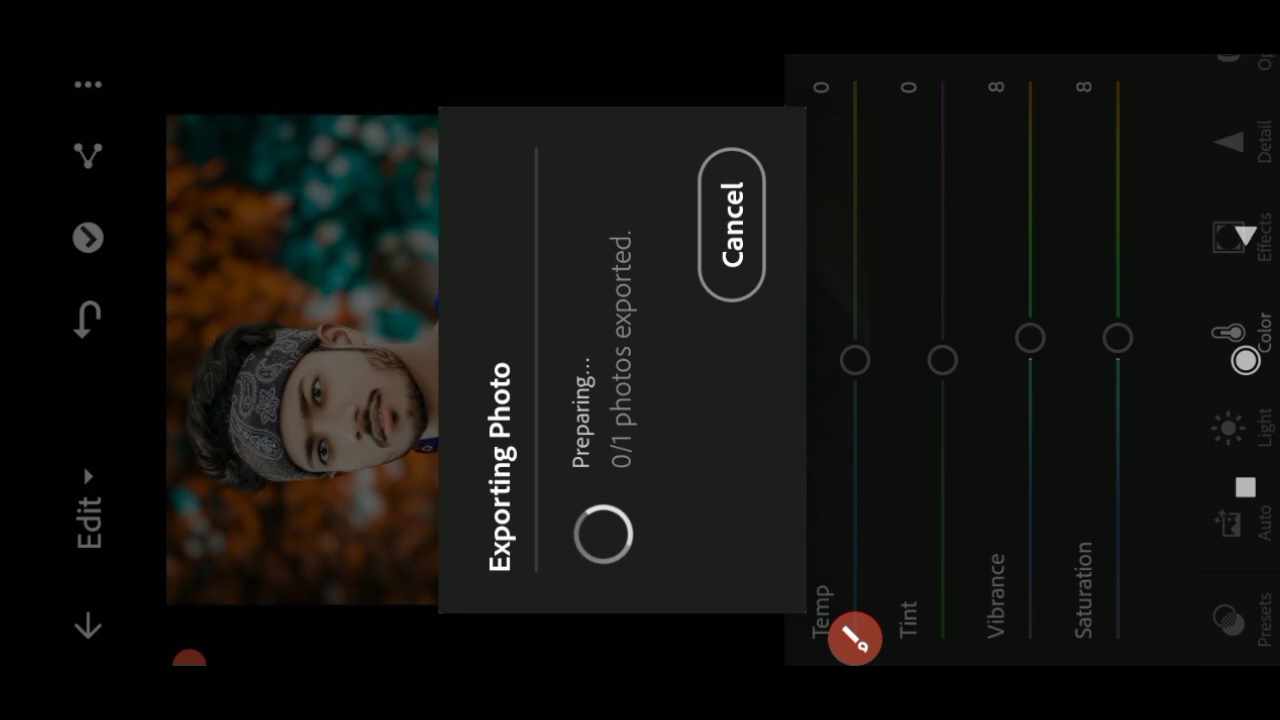 Edit
Exporting Photo
Preparing...
0/1 photos exported.
Cancel
Temp
0
Tint
0
Vibrance
8
Saturation
8
Presets
Auto
Light
Color
Effects
Detail
Op